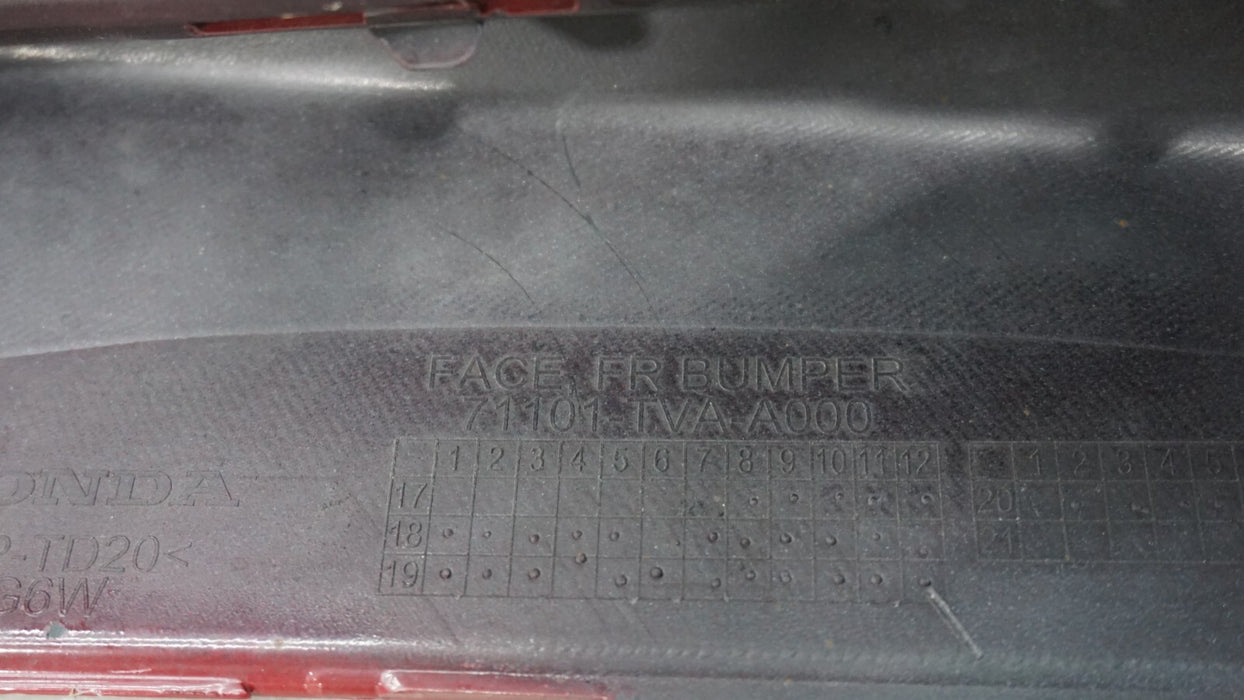 FACE, FR BUMPER
71101-TVA-A000
1 2 3 4 5 6 7 8 9 10 11 12
17
18
19
1 2 3 4 5
20
21
ONDA
P-TD20<
G6W